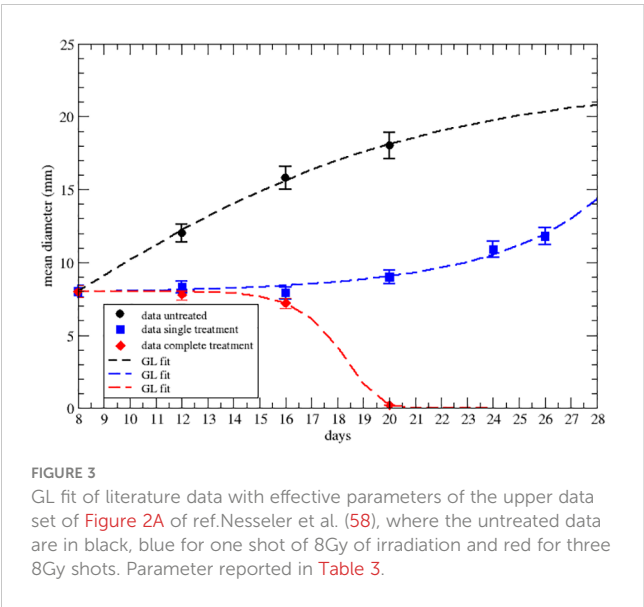 25
20
15
10
5
0
mean diameter (mm)
data untreated
data single treatment
data complete treatment
GL fit
GL fit
GL fit
8 9 10 11 12 13 14 15 16 17 18 19 20 21 22 23 24 25 26 27 28
days
FIGURE 3
GL fit of literature data with effective parameters of the upper data
set of Figure 2A of ref.Nesseler et al. (58), where the untreated data
are in black, blue for one shot of 8Gy of irradiation and red for three
8Gy shots. Parameter reported in Table 3.